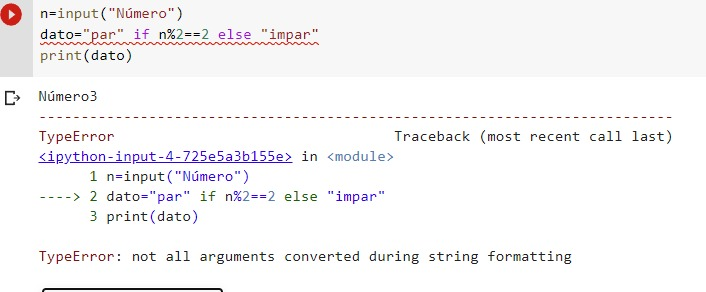 n=input("Número")
dato="par" if n%2==2 else "impar"
print(dato)
Número3
---------------------------------------------------------------------------
TypeError Traceback (most recent call last)
<ipython-input-4-725e5a3b155e> in <module>
1 n=input("Número")
----> 2 dato="par" if n%2==2 else "impar"
3 print(dato)
TypeError: not all arguments converted during string formatting